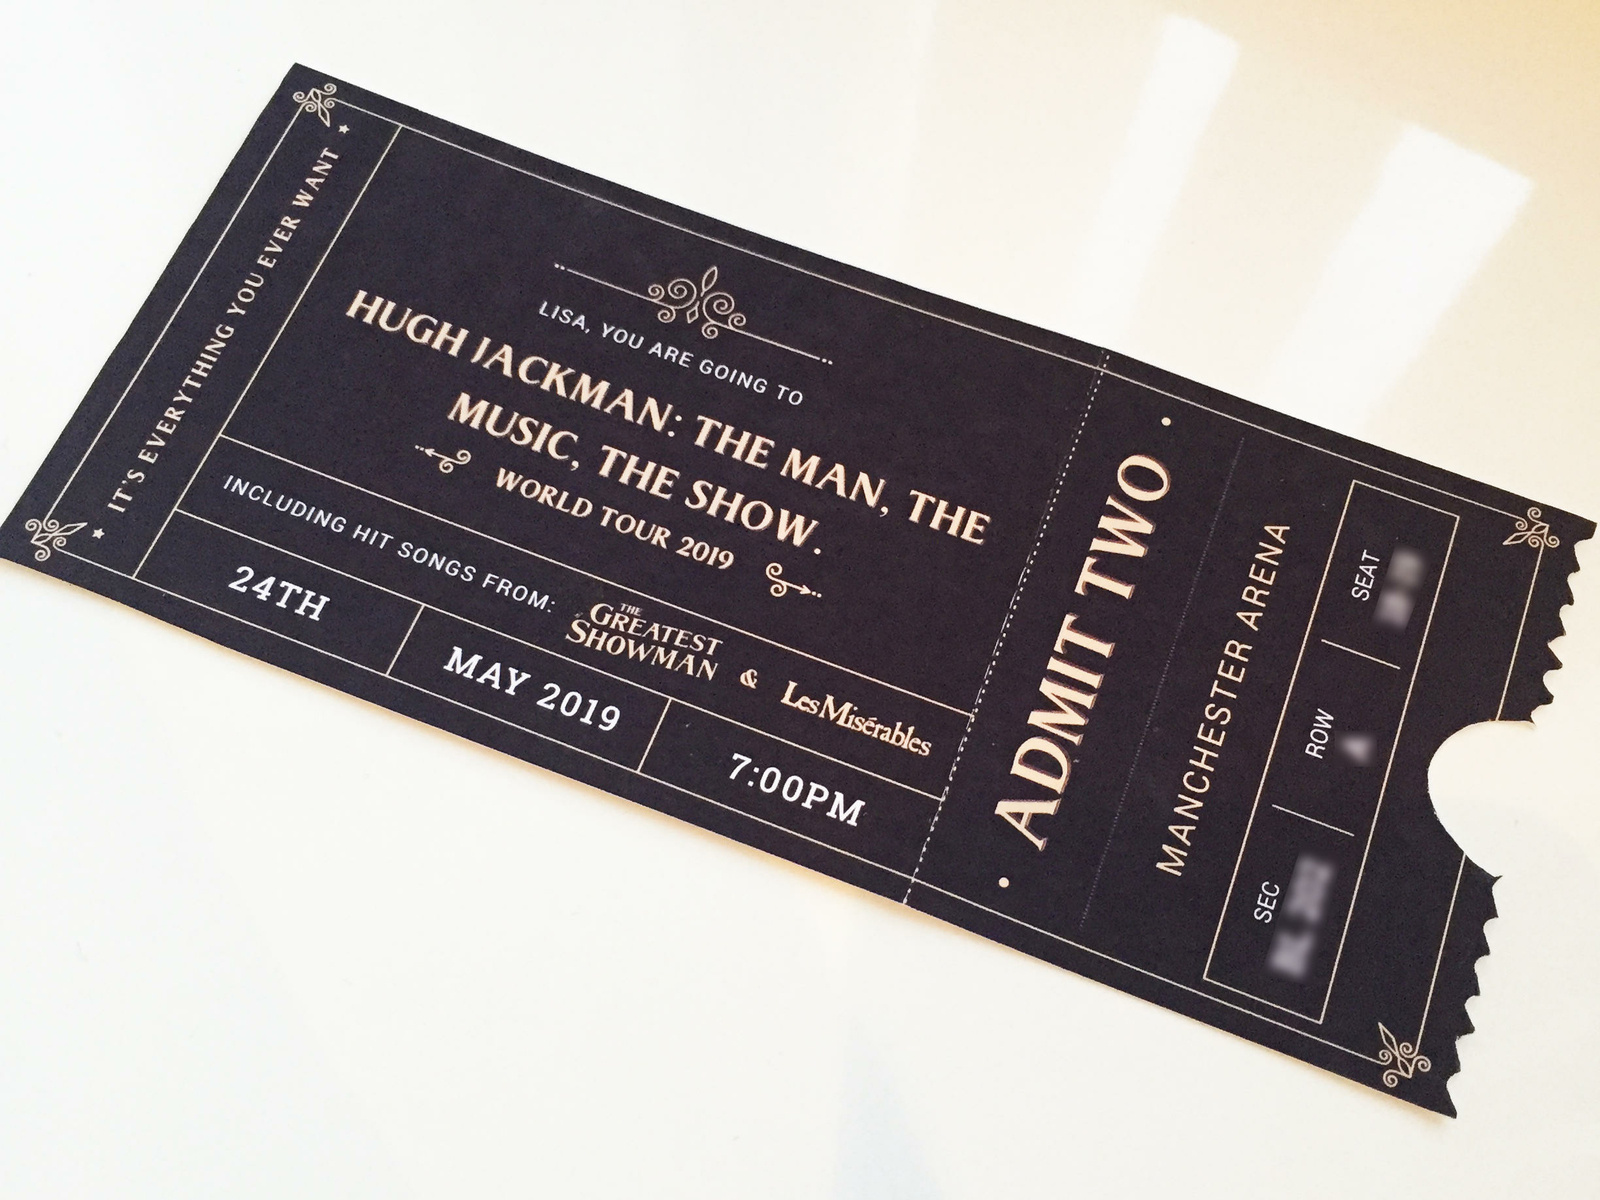 IT'S EVERYTHING YOU EVER WANT
LISA, YOU ARE GOING TO
HUGH JACKMAN: THE MAN, THE
MUSIC, THE SHOW.
WORLD TOUR 2019
INCLUDING HIT SONGS FROM: THE GREATEST SHOWMAN & Les Misérables
24TH
MAY 2019
7:00PM
• ADMIT TWO •
MANCHESTER ARENA
SEC
ROW
A
SEAT